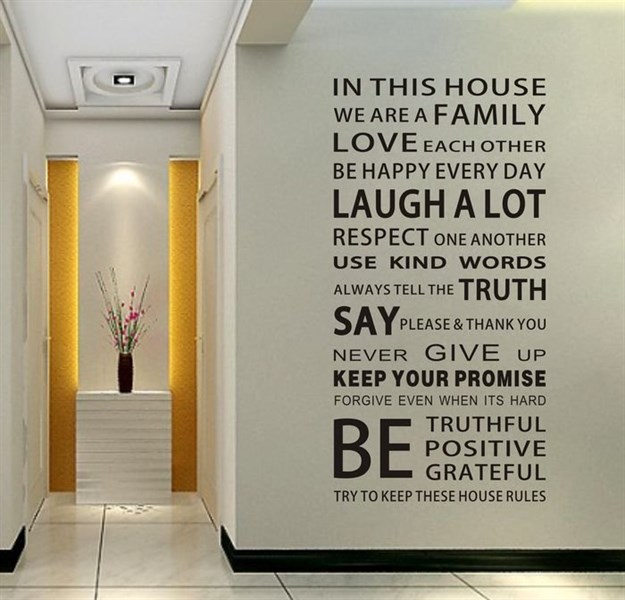 IN THIS HOUSE
WE ARE A FAMILY
LOVE EACH OTHER
BE HAPPY EVERY DAY
LAUGH A LOT
RESPECT ONE ANOTHER
USE KIND WORDS
ALWAYS TELL THE TRUTH
SAY PLEASE & THANK YOU
NEVER GIVE UP
KEEP YOUR PROMISE
FORGIVE EVEN WHEN ITS HARD
BE TRUTHFUL
POSITIVE
GRATEFUL
TRY TO KEEP THESE HOUSE RULES